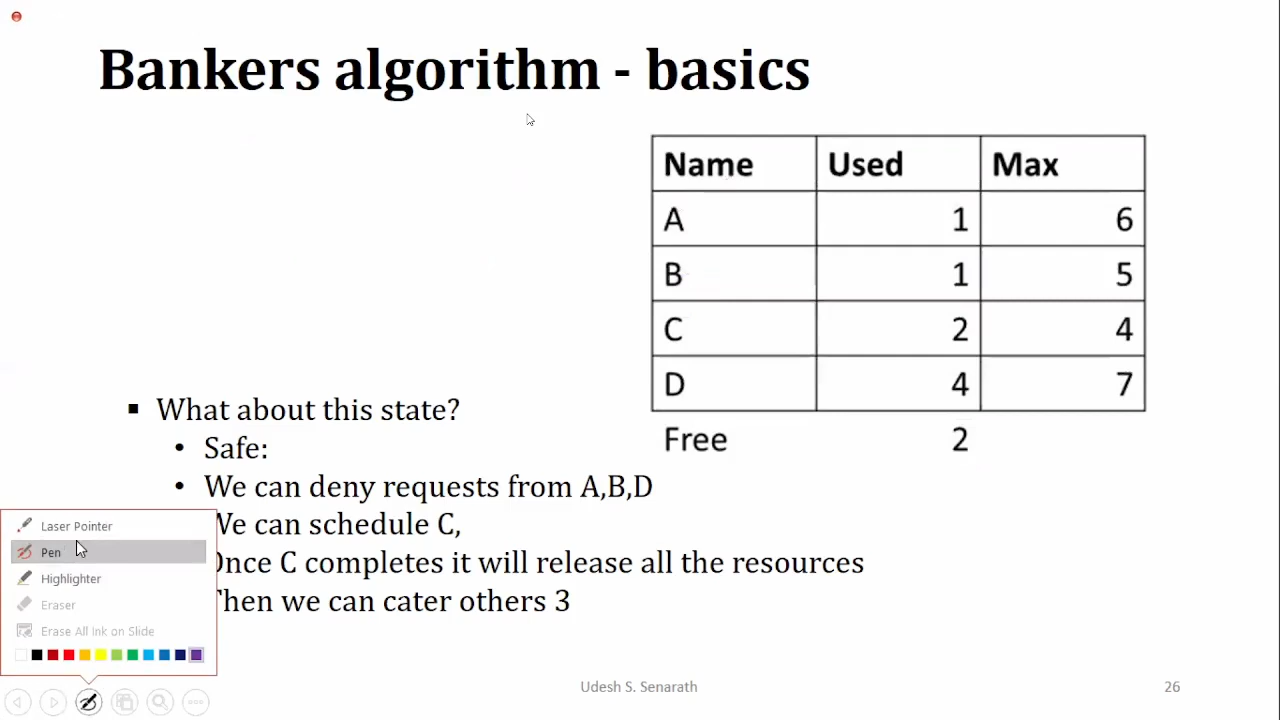 Bankers algorithm - basics
Name Used Max
A 1 6
B 1 5
C 2 4
D 4 7
Free 2
▪ What about this state?
• Safe:
• We can deny requests from A,B,D
We can schedule C,
Once C completes it will release all the resources
Then we can cater others 3
Laser Pointer
Pen
Highlighter
Eraser
Erase All Ink on Slide
Udesh S. Senarath
26